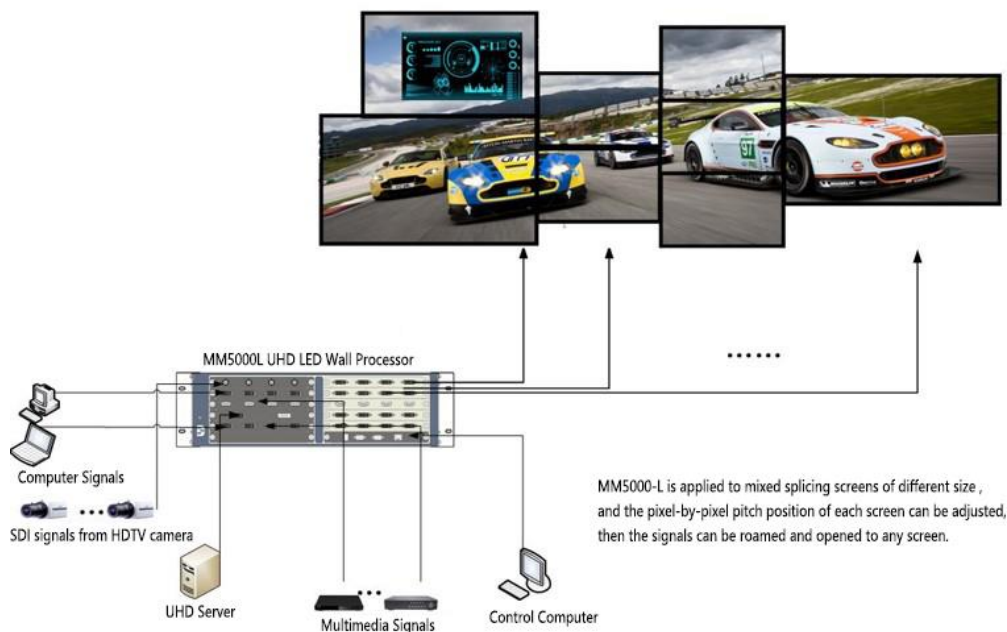 97
MM5000L UHD LED Wall Processor
Computer Signals
SDI signals from HDTV camera
UHD Server
Multimedia Signals
Control Computer
MM5000-L is applied to mixed splicing screens of different size ,
and the pixel-by-pixel pitch position of each screen can be adjusted,
then the signals can be roamed and opened to any screen.